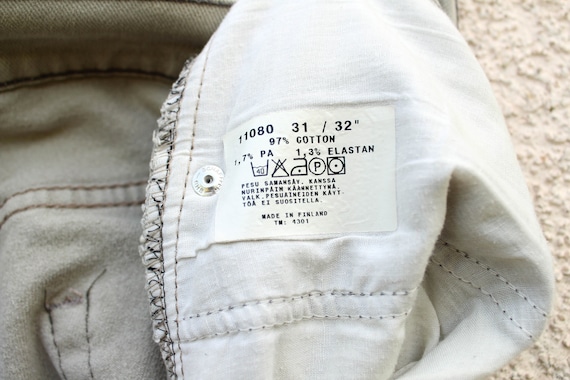 11080 31 / 32"
97% COTTON
1,7% PA 1,3% ELASTAN
40 P
PESU SAMANSÄV. KANSSA
NURINPÄIN KÄÄNNETTYNÄ.
VALK.PESUAINEIDEN KÄYT-
TÖÄ EI SUOSITELLA.
MADE IN FINLAND
TM: 4301